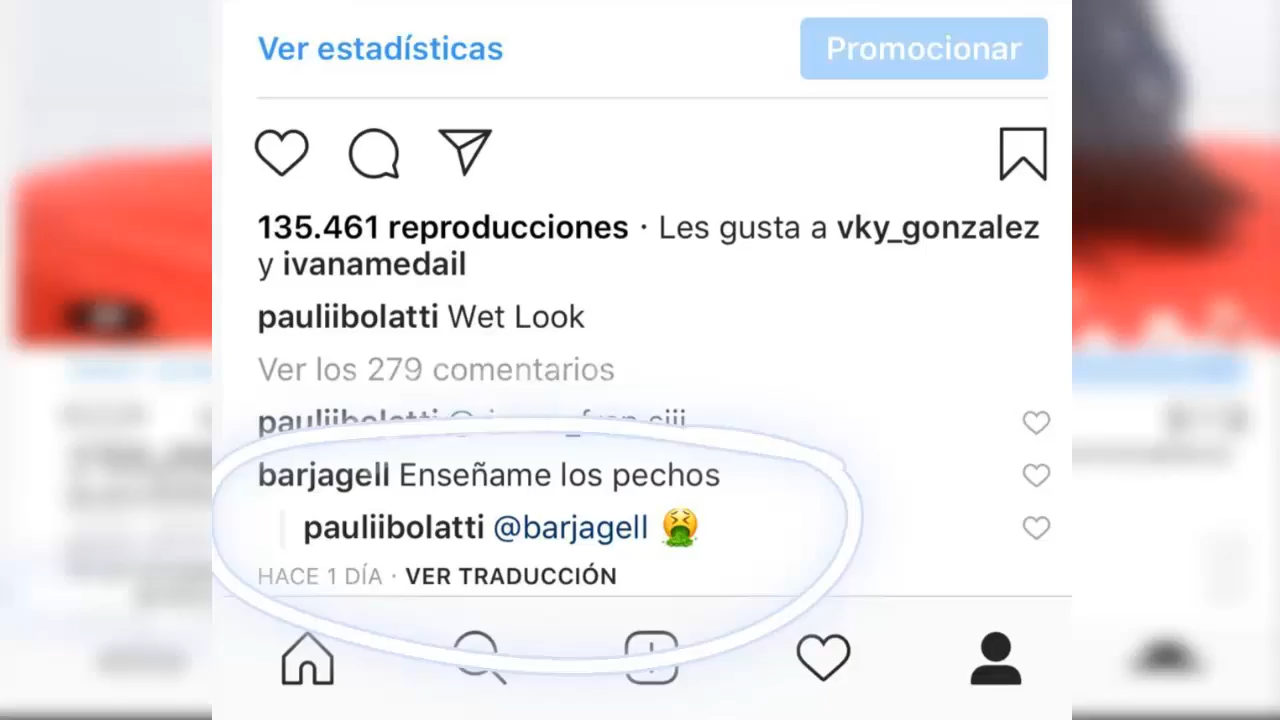 Ver estadísticas
Promocionar
135.461 reproducciones · Les gusta a vky_gonzalez
y ivanamedail
pauliibolatti Wet Look
Ver los 279 comentarios
pauliibolatti
barjagell Enseñame los pechos
pauliibolatti @barjagell 🤮
HACE 1 DÍA · VER TRADUCCIÓN